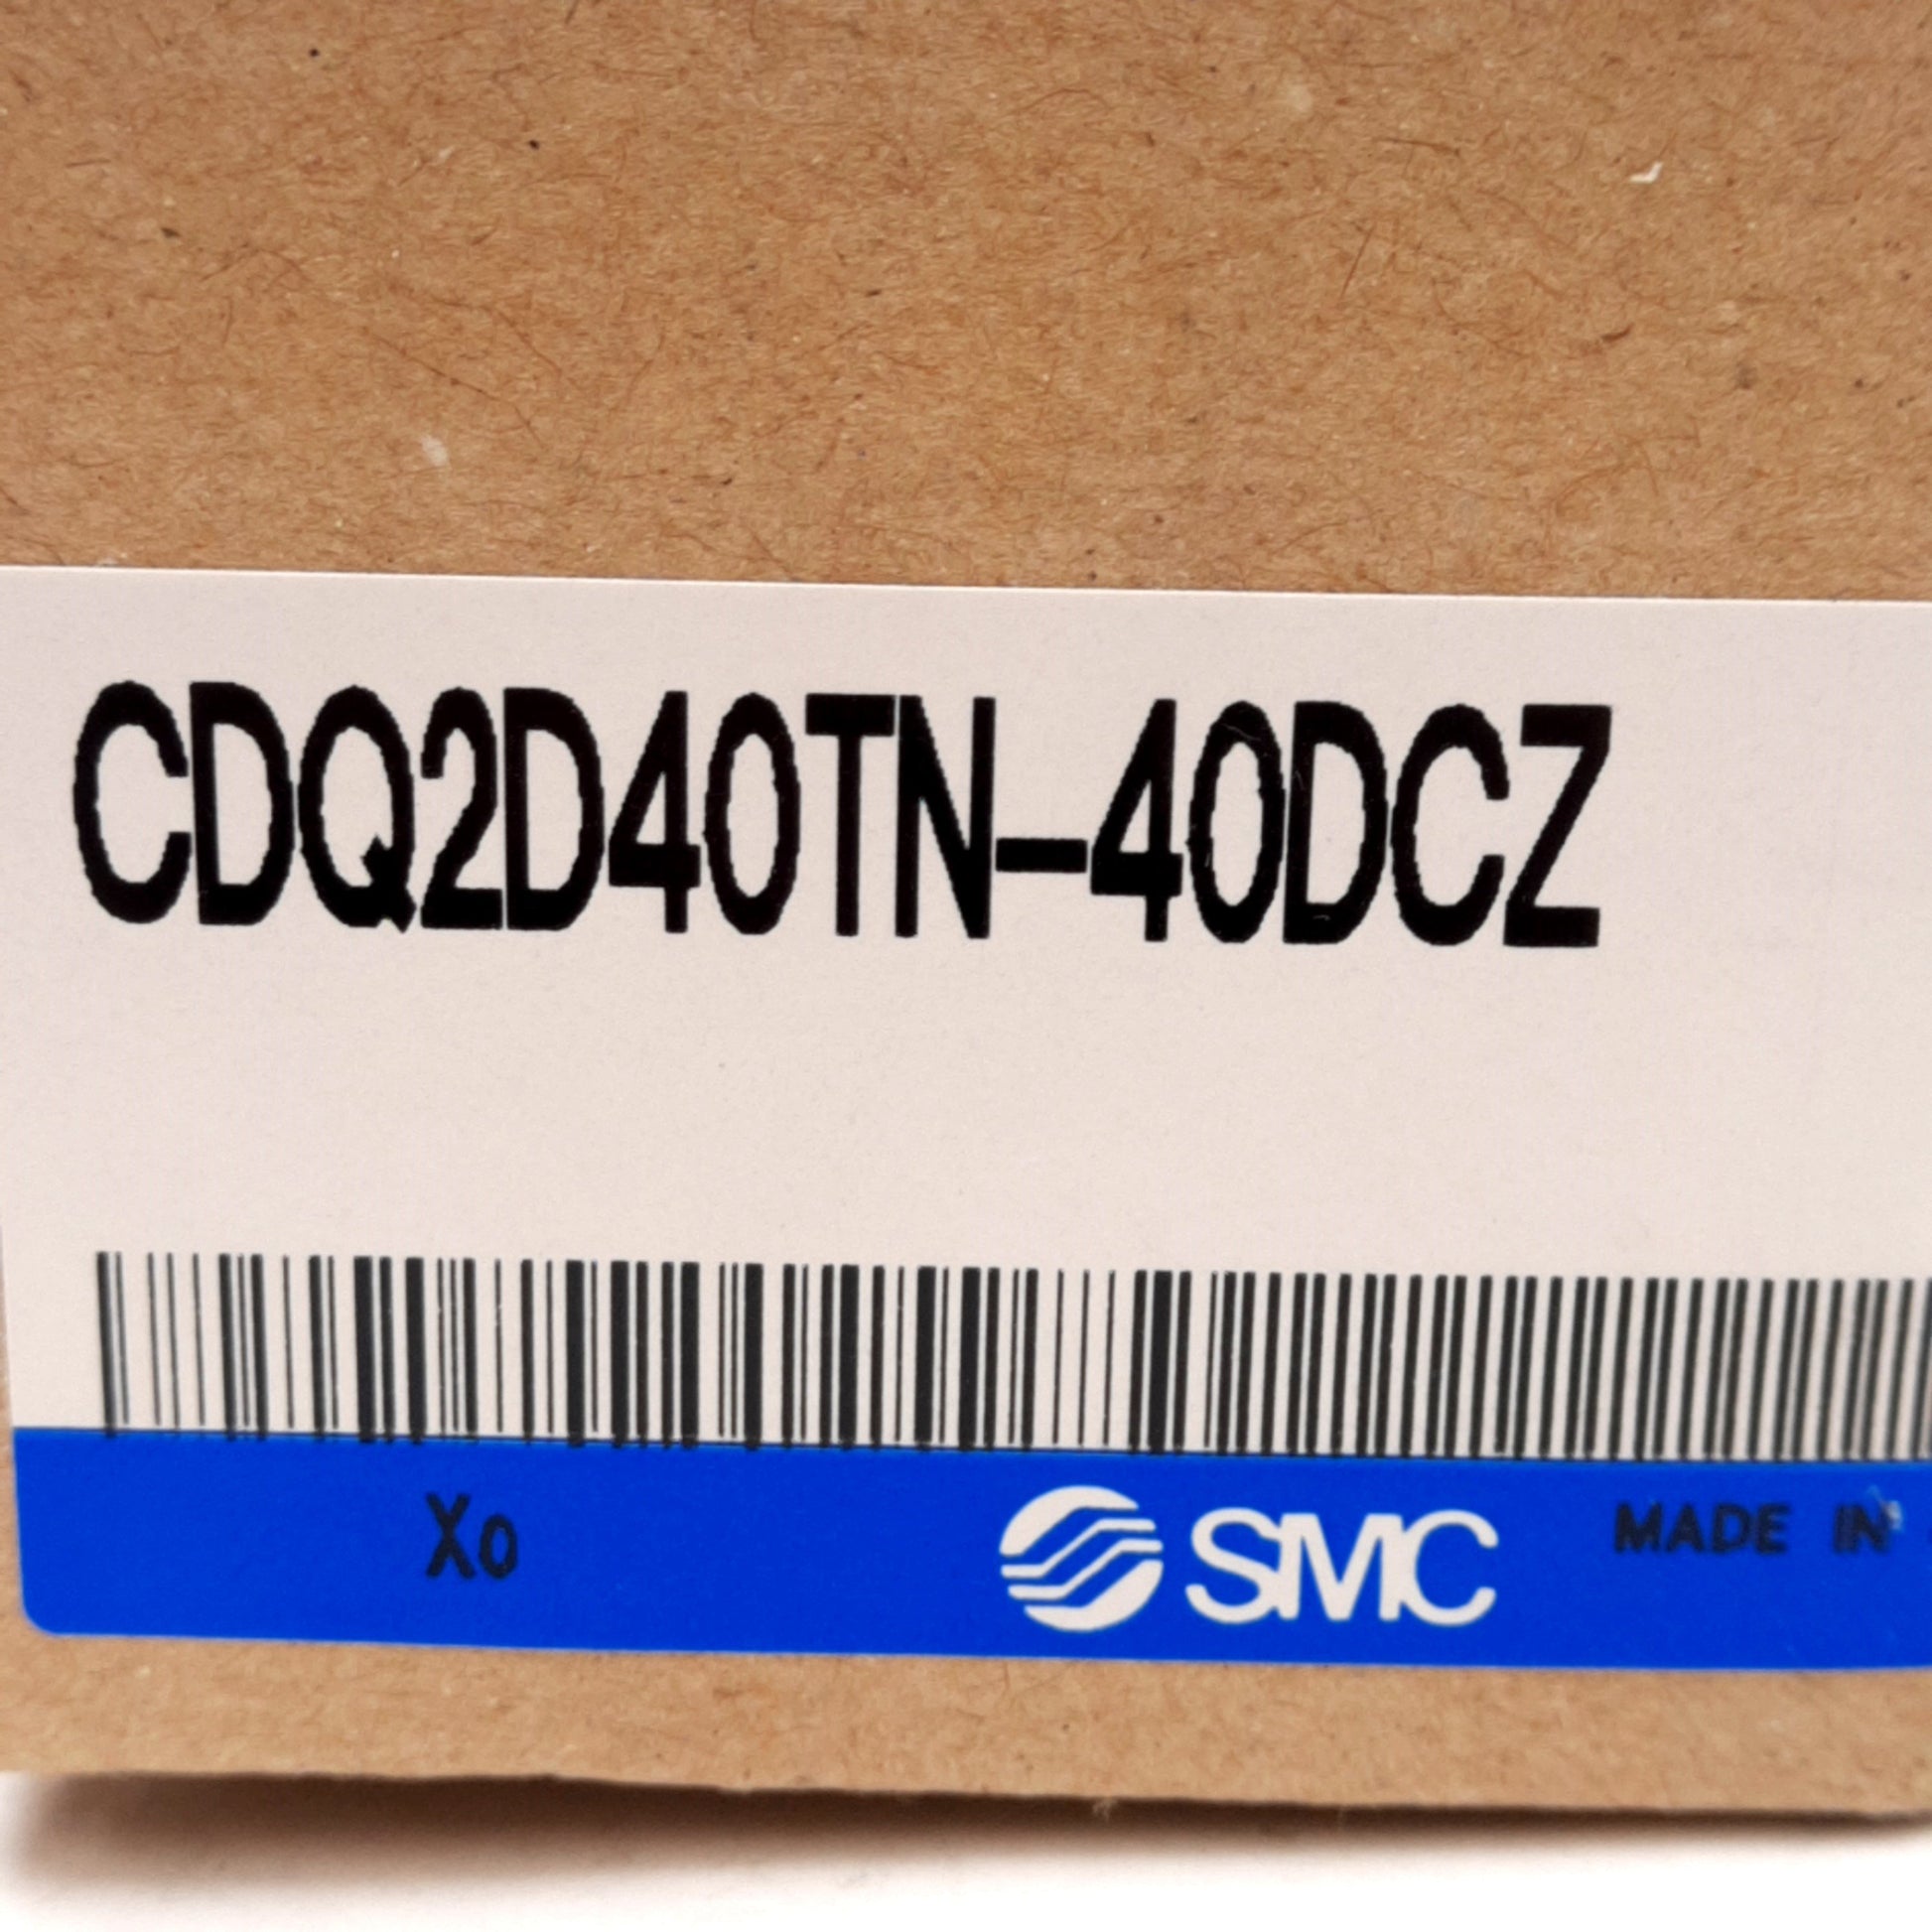 CDQ2D40TN-40DCZ
Xo
SMC
MADE IN